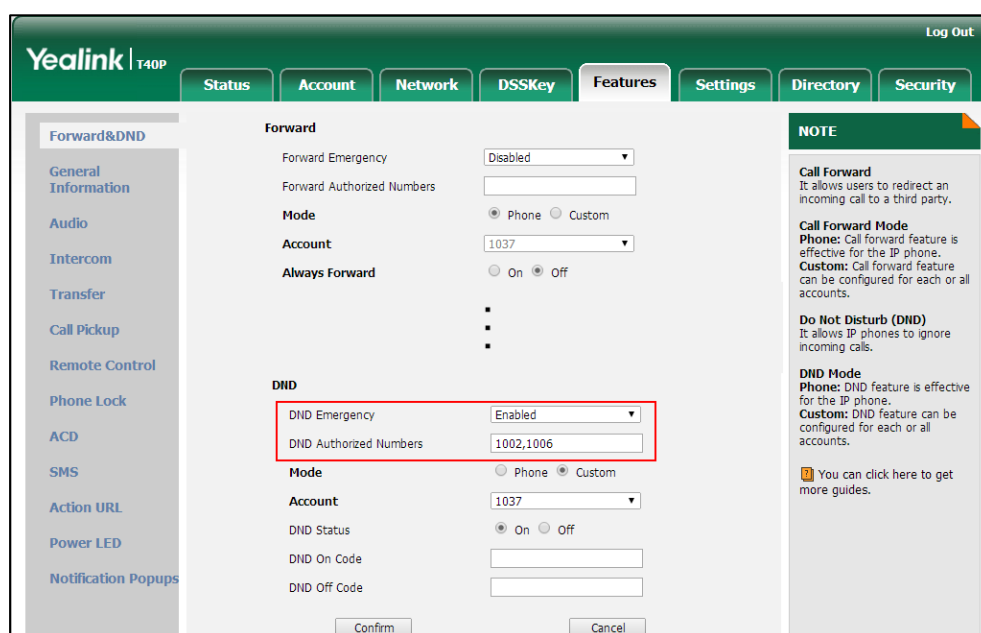 Log Out
Yealink | T40P
Status Account Network DSSKey Features Settings Directory Security
Forward&DND
General
Information
Audio
Intercom
Transfer
Call Pickup
Remote Control
Phone Lock
ACD
SMS
Action URL
Power LED
Notification Popups
Forward
Forward Emergency Disabled
Forward Authorized Numbers
Mode Phone Custom
Account 1037
Always Forward On Off
DND
DND Emergency Enabled
DND Authorized Numbers 1002,1006
Mode Phone Custom
Account 1037
DND Status On Off
DND On Code
DND Off Code
Confirm Cancel
NOTE
Call Forward
It allows users to redirect an
incoming call to a third party.
Call Forward Mode
Phone: Call forward feature is
effective for the IP phone.
Custom: Call forward feature
can be configured for each or all
accounts.
Do Not Disturb (DND)
It allows IP phones to ignore
incoming calls.
DND Mode
Phone: DND feature is effective
for the IP phone.
Custom: DND feature can be
configured for each or all
accounts.
You can click here to get
more guides.